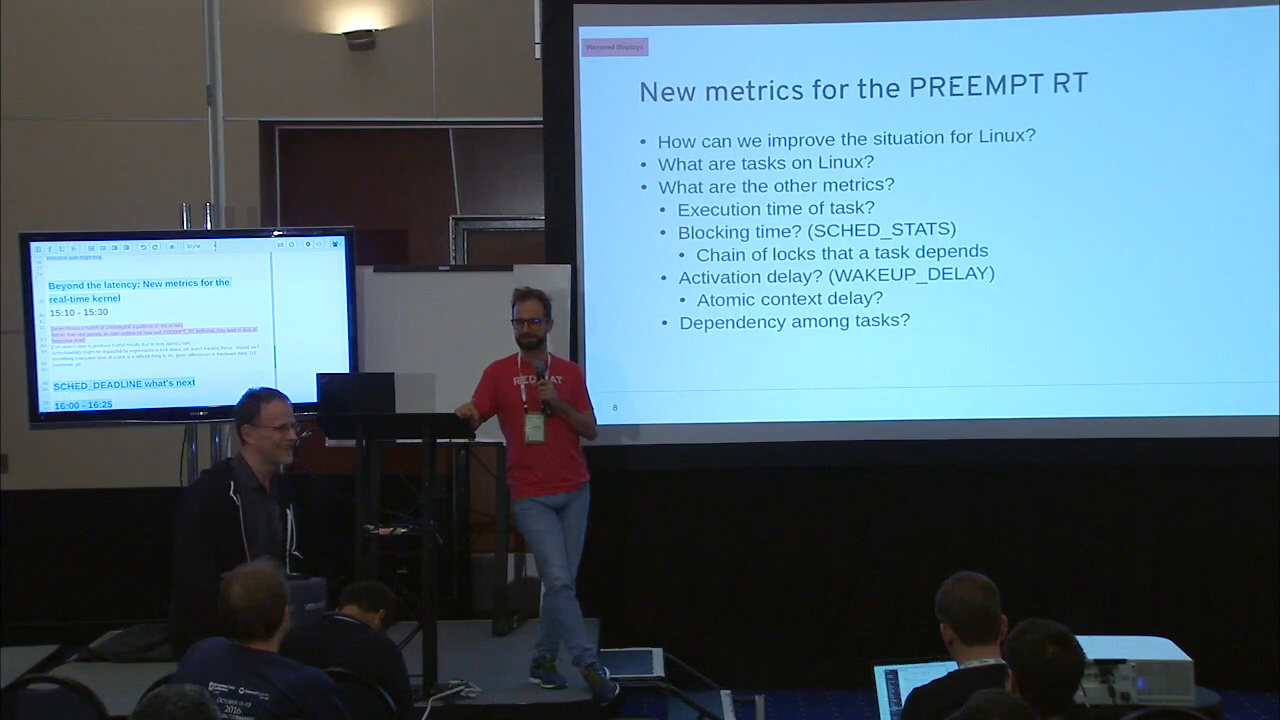 Mirrored Displays
New metrics for the PREEMPT RT
• How can we improve the situation for Linux?
• What are tasks on Linux?
• What are the other metrics?
• Execution time of task?
• Blocking time? (SCHED_STATS)
• Chain of locks that a task depends
• Activation delay? (WAKEUP_DELAY)
• Atomic context delay?
• Dependency among tasks?
8
Style
Beyond the latency: New metrics for the
real-time kernel
15:10 - 15:30
SCHED_DEADLINE what's next
16:00 - 16:25
RED HAT
2016